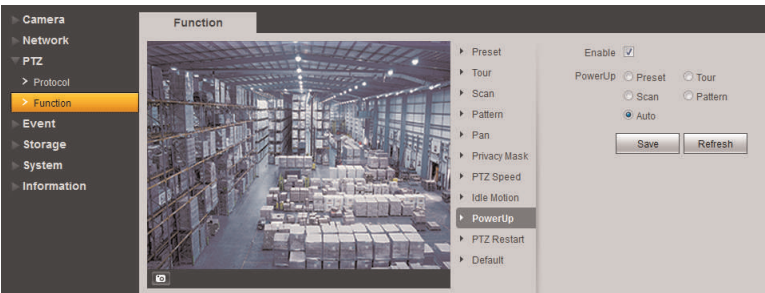 Camera
Network
PTZ
Protocol
Function
Event
Storage
System
Information
Function
Preset
Tour
Scan
Pattern
Pan
Privacy Mask
PTZ Speed
Idle Motion
PowerUp
PTZ Restart
Default
Enable
PowerUp Preset Tour
Scan Pattern
Auto
Save Refresh